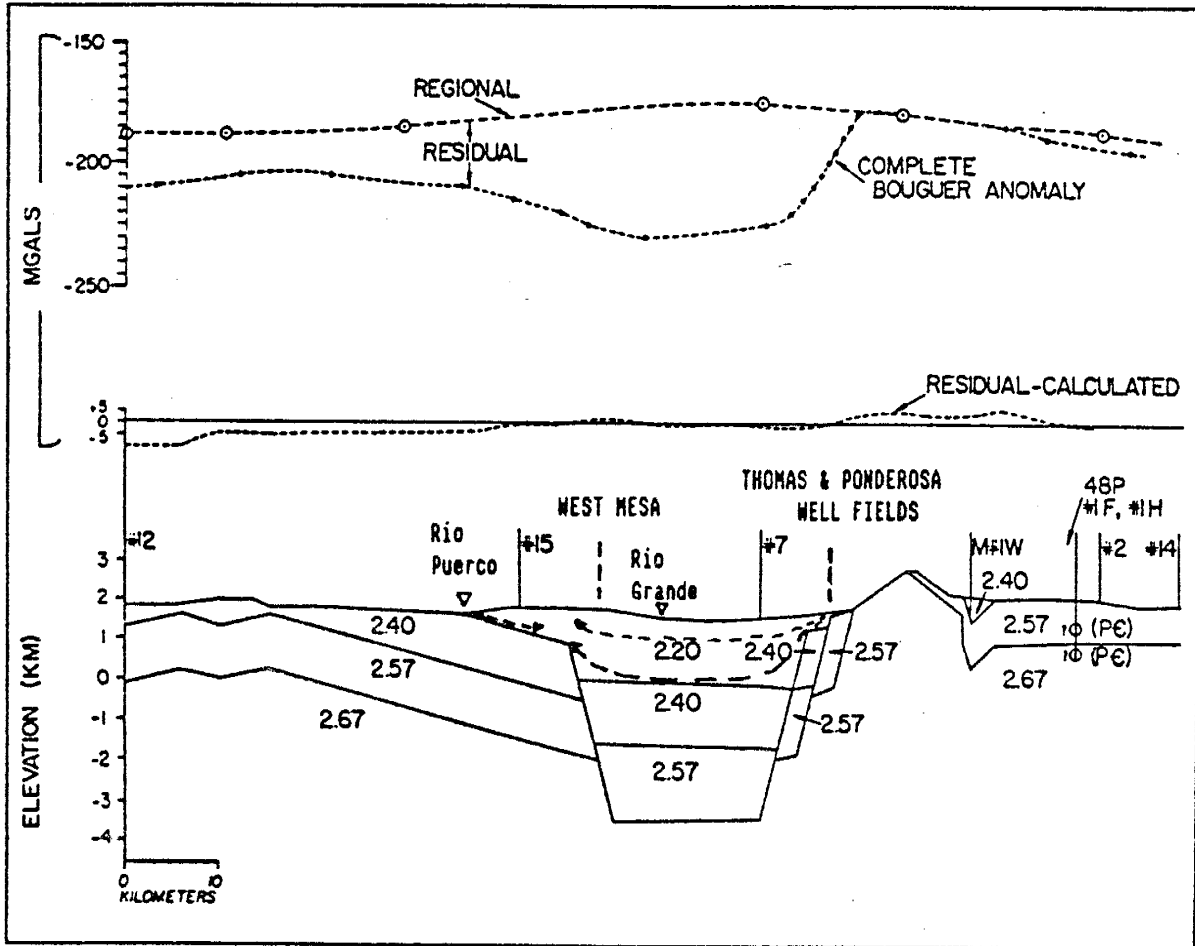 -150
REGIONAL
RESIDUAL
-200
COMPLETE
BOUGUER ANOMALY
-250
MGALS
RESIDUAL-CALCULATED
+5
0
-5
THOMAS & PONDEROSA
WELL FIELDS
WEST MESA
48P
#1F, #1H
#12
Rio
Puerco
#15
Rio
Grande
#7
M#1W
#2
#14
3
2
1
0
-1
-2
-3
-4
ELEVATION (KM)
2.40
2.40
2.20
2.40
2.57
2.57
(P€)
2.57
(P€)
2.67
2.67
2.40
2.57
2.57
0
10
KILOMETERS